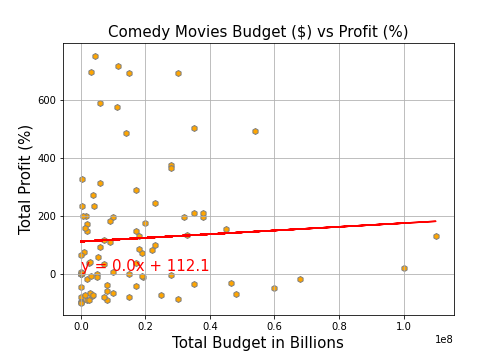 Comedy Movies Budget ($) vs Profit (%)
Total Profit (%)
600
400
200
0
y = 0.0x + 112.1
0.0 0.2 0.4 0.6 0.8 1.0
1e8
Total Budget in Billions